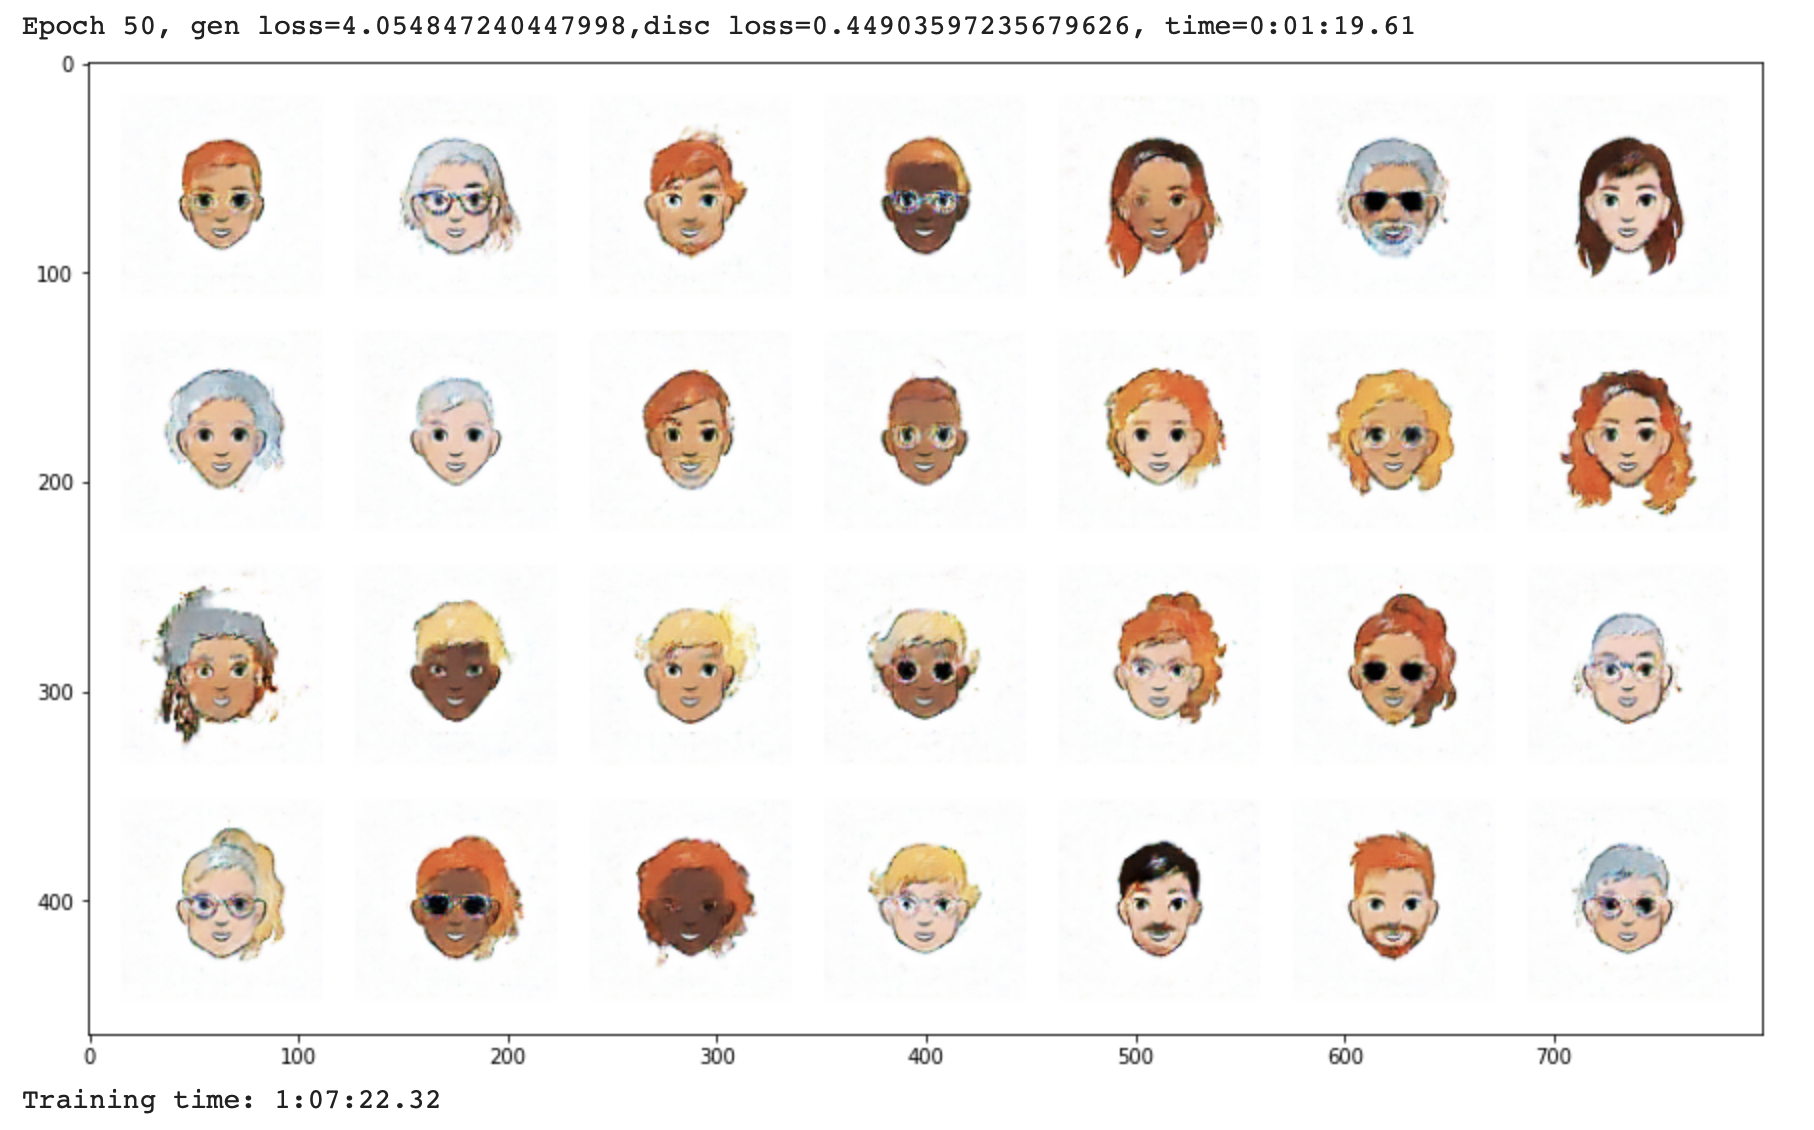 Epoch 50, gen loss=4.054847240447998,disc loss=0.44903597235679626, time=0:01:19.61
0
100
200
300
400
0 100 200 300 400 500 600 700
Training time: 1:07:22.32